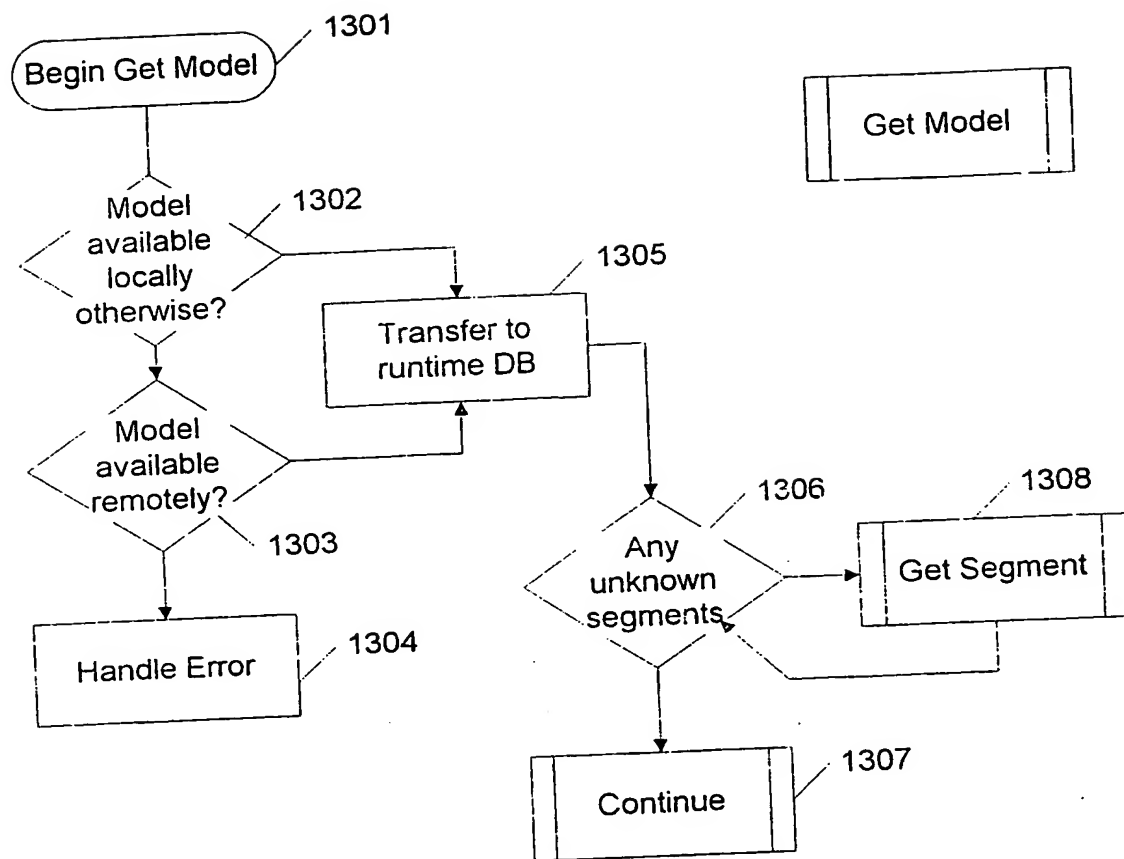 1301
Begin Get Model
Get Model
1302
Model
available
locally
otherwise?
1305
Transfer to
runtime DB
Model
available
remotely?
1303
1306
1308
Any
unknown
segments
Get Segment
Handle Error
1304
1307
Continue